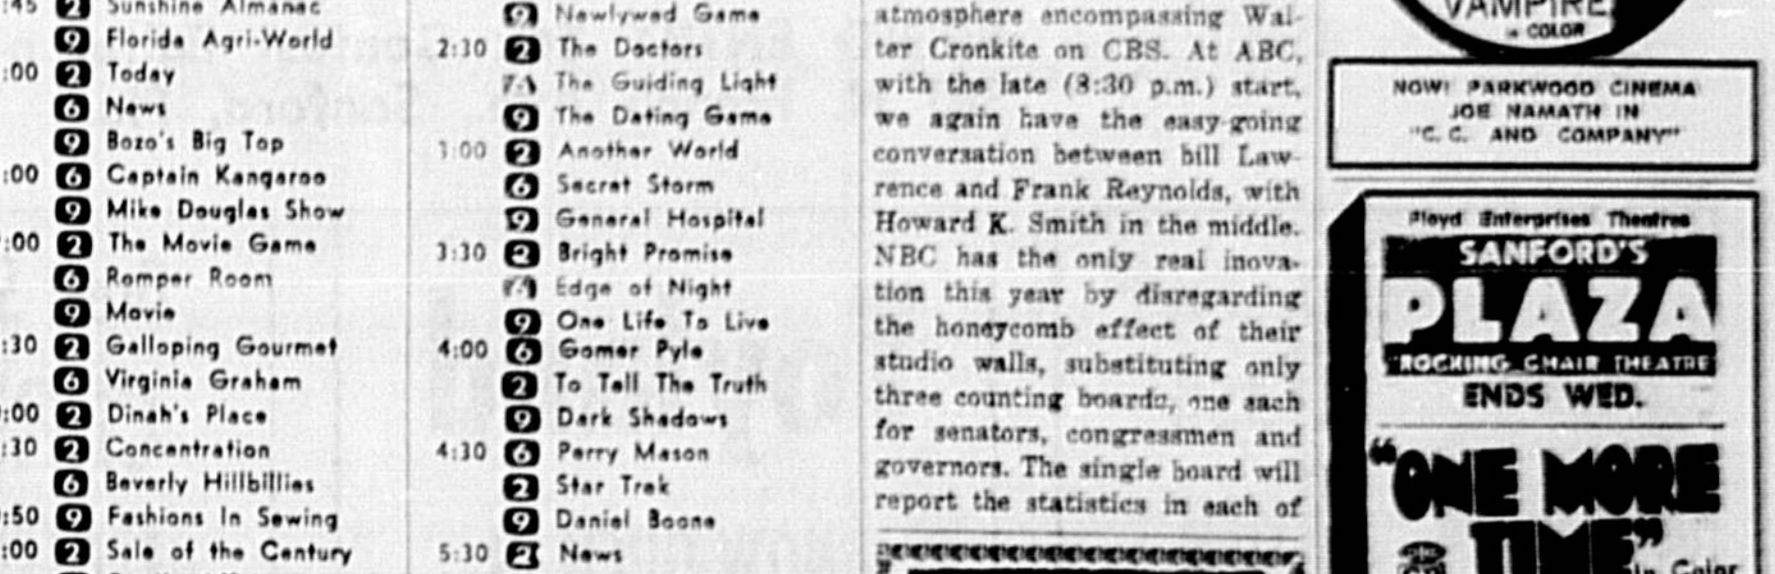 :45 2 Sunshine Almanac
9 Florida Agri-World
:00 2 Today
6 News
9 Bozo's Big Top
:00 6 Captain Kangaroo
9 Mike Douglas Show
:00 2 The Movie Game
6 Romper Room
9 Movie
:30 2 Galloping Gourmet
6 Virginia Graham
:00 2 Dinah's Place
:30 2 Concentration
6 Beverly Hillbillies
:50 9 Fashions In Sewing
:00 2 Sale of the Century
9 Newlywed Game
2:30 2 The Doctors
The Guiding Light
9 The Dating Game
3:00 2 Another World
6 Secret Storm
9 General Hospital
3:30 2 Bright Promise
Edge of Night
9 One Life To Live
4:00 6 Gomer Pyle
2 To Tell The Truth
9 Dark Shadows
4:30 6 Perry Mason
2 Star Trek
9 Daniel Boone
5:30 2 News
atmosphere encompassing Wal-
ter Cronkite on CBS. At ABC,
with the late (8:30 p.m.) start,
we again have the easy-going
conversation between bill Law-
rence and Frank Reynolds, with
Howard K. Smith in the middle.
NBC has the only real inova-
tion this year by disregarding
the honeycomb effect of their
studio walls, substituting only
three counting boards, one each
for senators, congressmen and
governors. The single board will
report the statistics in each of
VAMPIRE
in COLOR
NOW! PARKWOOD CINEMA
JOE NAMATH IN
"C. C. AND COMPANY"
Floyd Enterprises Theatres
SANFORD'S
PLAZA
"ROCKING CHAIR THEATRE"
ENDS WED.
"ONE MORE
TIME"
In Color